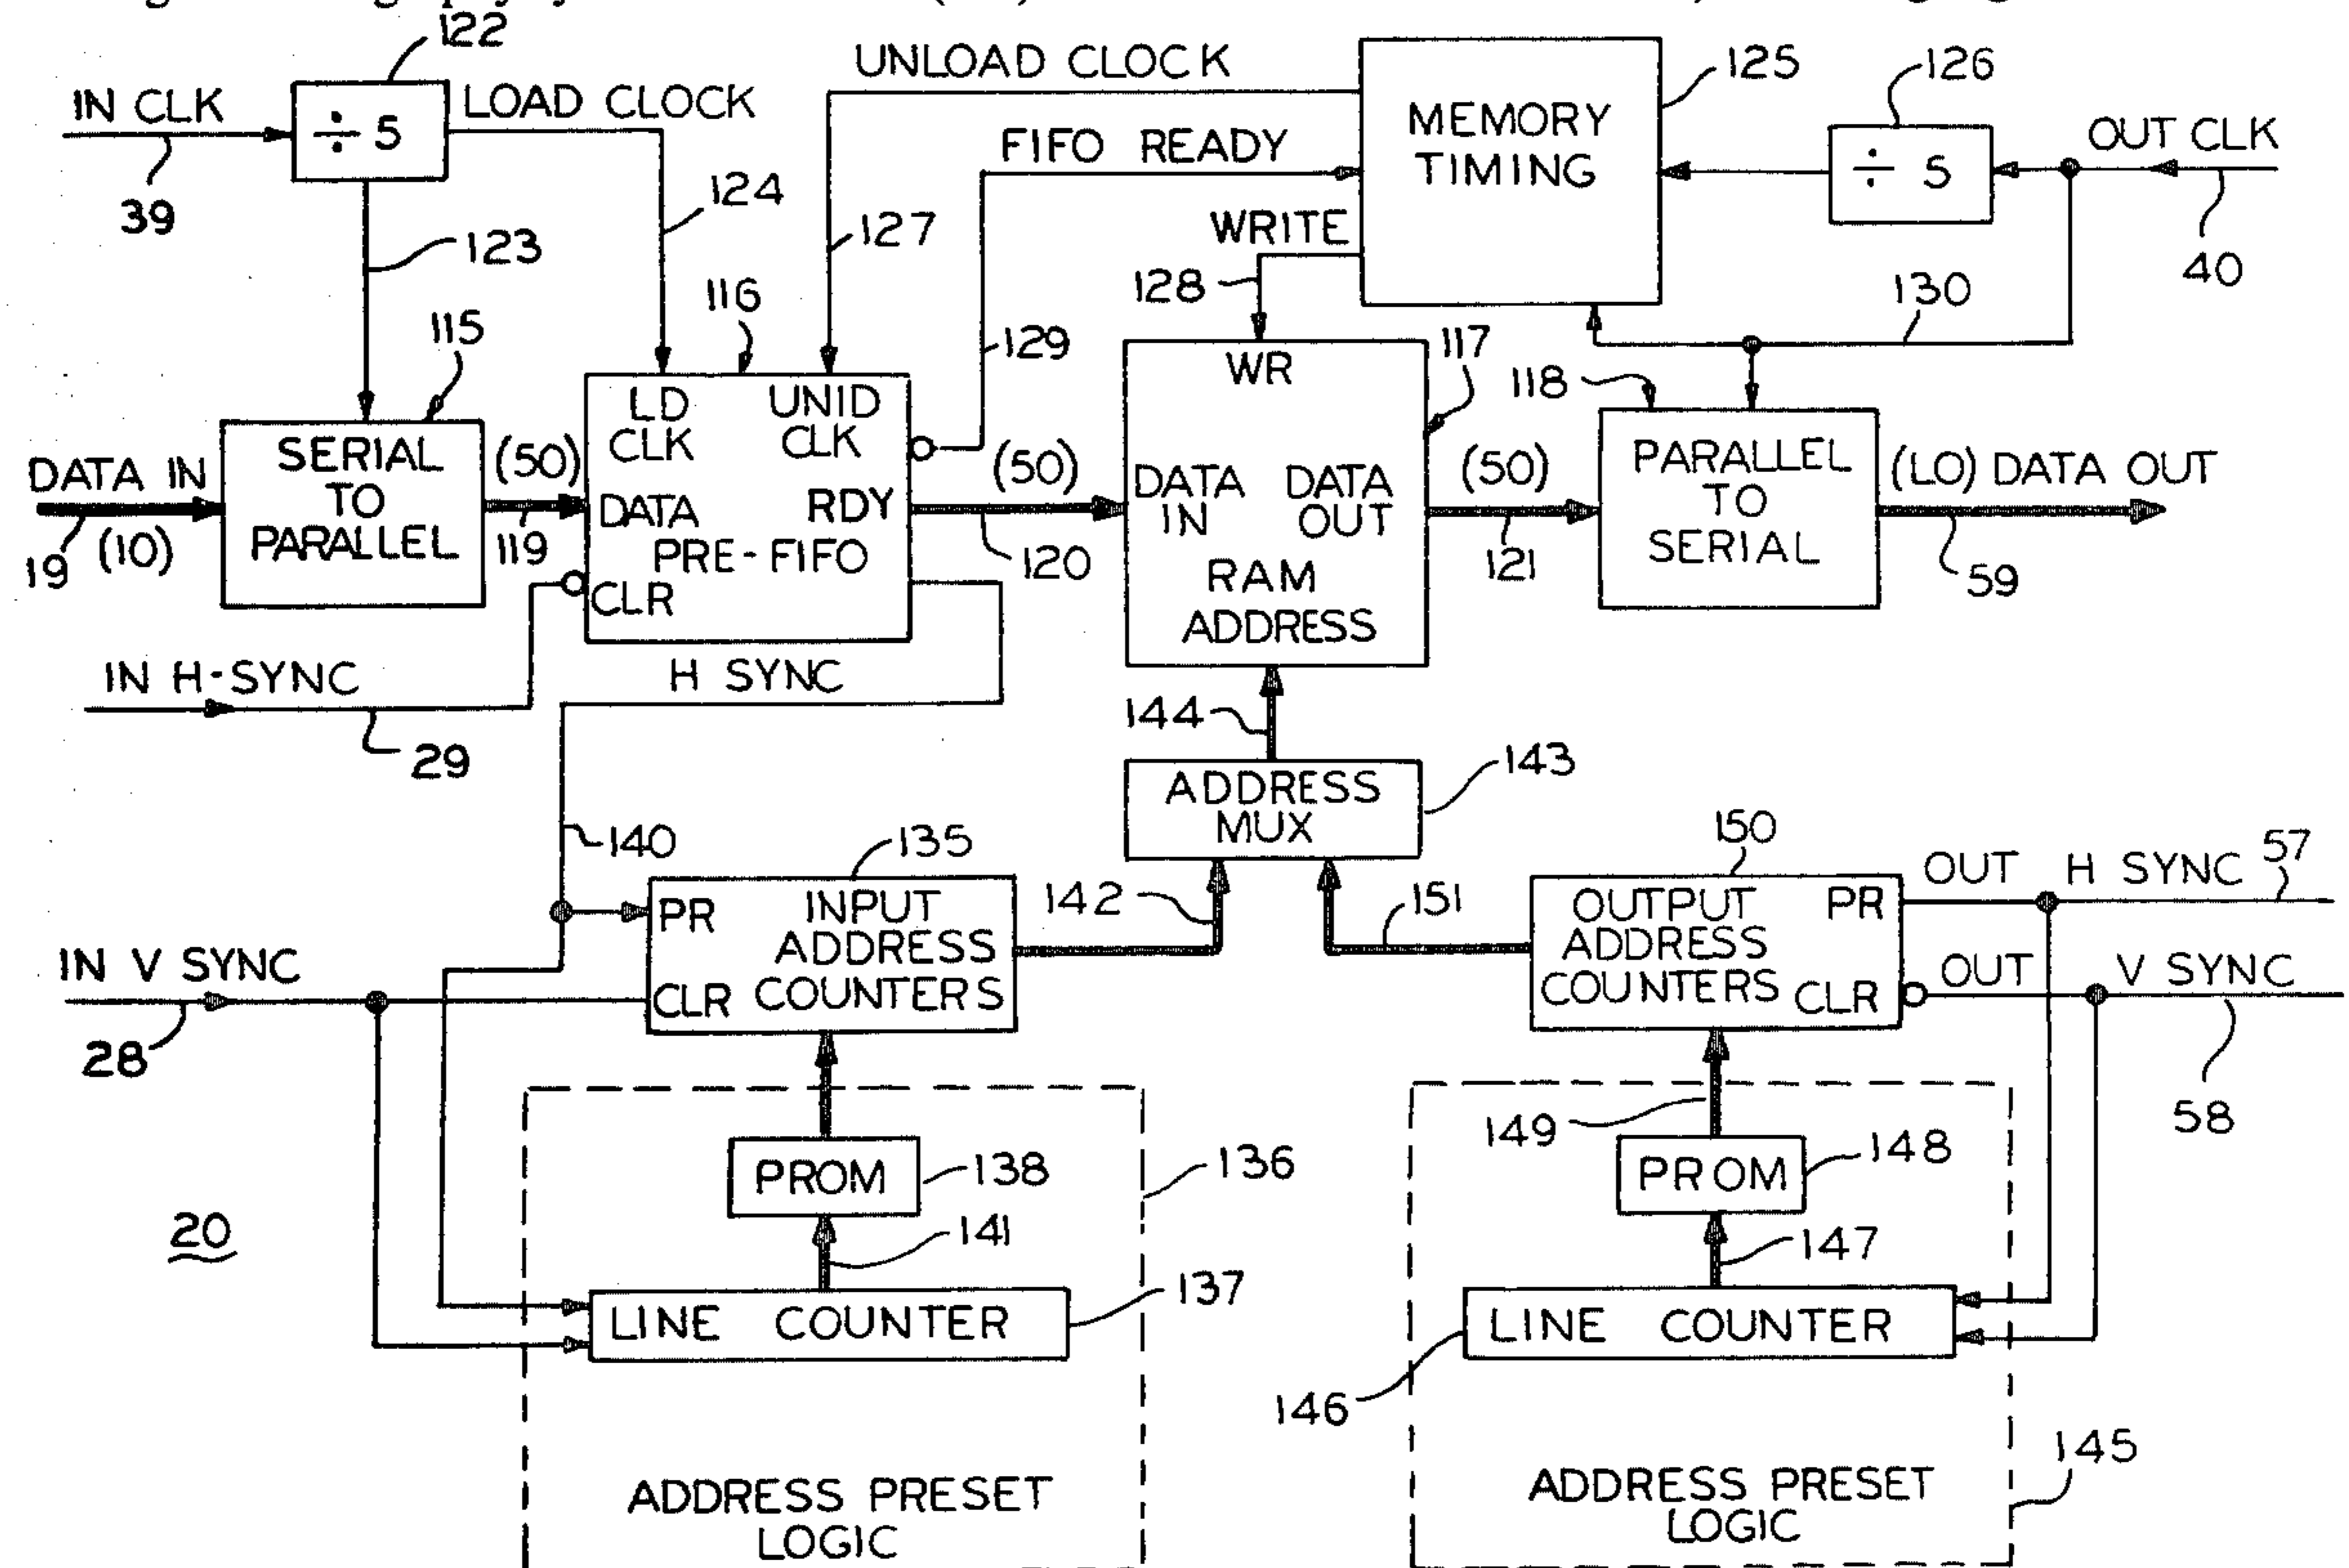 122
IN CLK
÷ 5
LOAD CLOCK
39
123
124
UNLOAD CLOCK
FIFO READY
127
129
WRITE
128
MEMORY
TIMING
125
126
÷ 5
OUT CLK
40
130
115
116
117
118
DATA IN
19
(10)
SERIAL
TO
PARALLEL
(50)
119
LD
CLK
UNID
CLK
DATA
RDY
PRE-FIFO
CLR
(50)
120
WR
DATA
IN
DATA
OUT
RAM
ADDRESS
(50)
121
PARALLEL
TO
SERIAL
(LO) DATA OUT
59
IN H-SYNC
29
H SYNC
144
ADDRESS
MUX
143
140
135
142
151
150
PR
INPUT
ADDRESS
CLR COUNTERS
IN V SYNC
28
OUTPUT
PR
ADDRESS
COUNTERS CLR
OUT H SYNC 57
OUT V SYNC
58
PROM
138
136
141
LINE COUNTER
137
ADDRESS PRESET
LOGIC
149
PROM
148
147
LINE COUNTER
146
145
ADDRESS PRESET
LOGIC
20